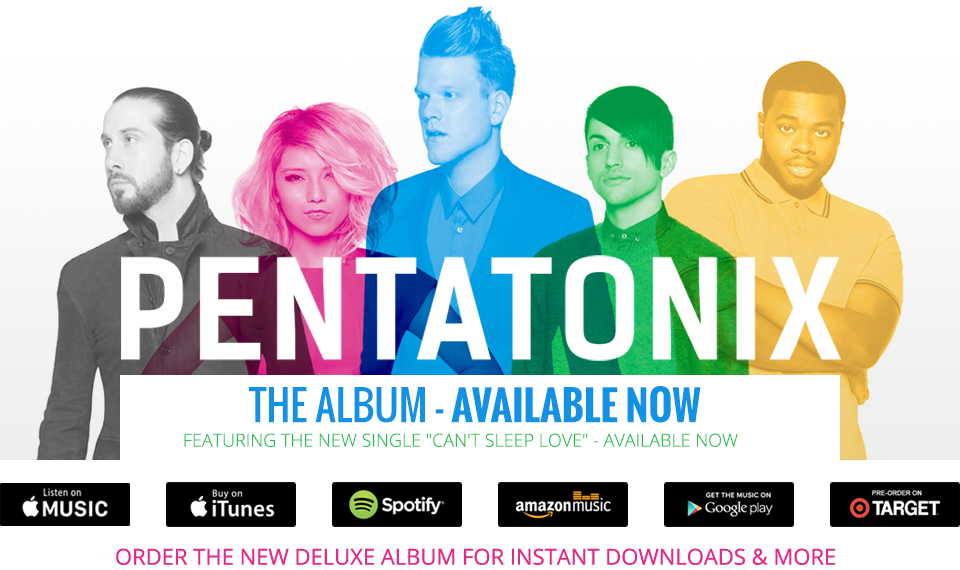 PENTATONIX
THE ALBUM - AVAILABLE NOW
FEATURING THE NEW SINGLE "CAN'T SLEEP LOVE" - AVAILABLE NOW
Listen on
MUSIC
Buy on
iTunes
Spotify
amazonmusic
GET THE MUSIC ON
Google play
PRE-ORDER ON
TARGET
ORDER THE NEW DELUXE ALBUM FOR INSTANT DOWNLOADS & MORE